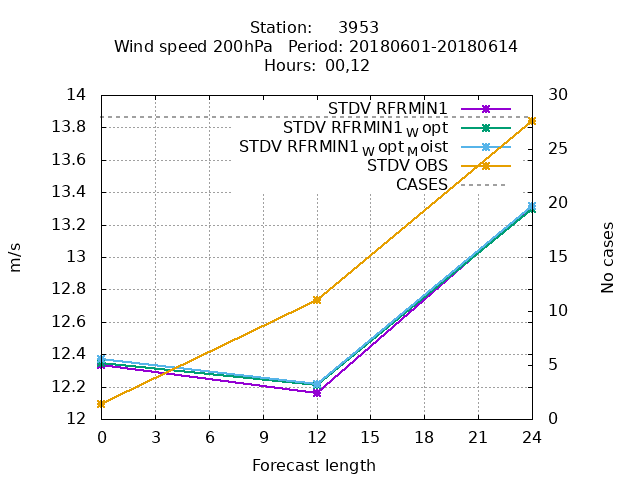 Station: 3953
Wind speed 200hPa Period: 20180601-20180614
Hours: 00,12
14
13.8
13.6
13.4
13.2
13
12.8
12.6
12.4
12.2
12
m/s
STDV RFRMIN1
STDV RFRMIN1_W opt
STDV RFRMIN1_W opt_M oist
STDV OBS
CASES
30
25
20
15
10
5
0
No cases
0 3 6 9 12 15 18 21 24
Forecast length